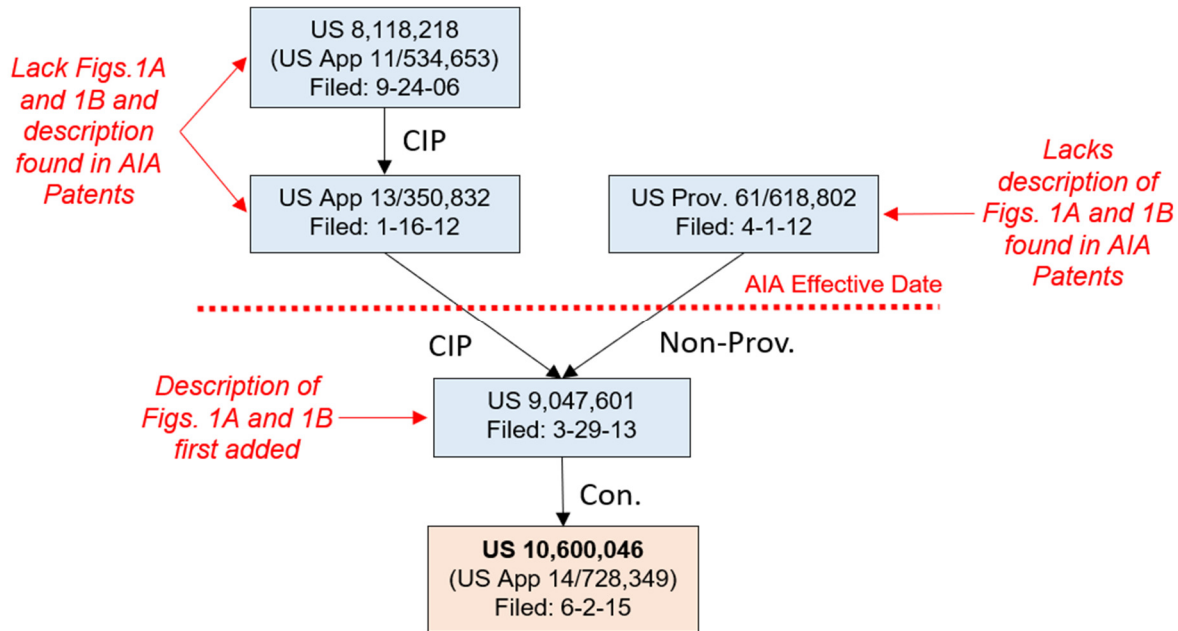 US 8,118,218
(US App 11/534,653)
Filed: 9-24-06
Lack Figs.1A
and 1B and
description
found in AIA
Patents
CIP
US App 13/350,832
Filed: 1-16-12
US Prov. 61/618,802
Filed: 4-1-12
Lacks
description of
Figs. 1A and 1B
found in AIA
Patents
AIA Effective Date
CIP
Non-Prov.
Description of
Figs. 1A and 1B
first added
US 9,047,601
Filed: 3-29-13
Con.
US 10,600,046
(US App 14/728,349)
Filed: 6-2-15